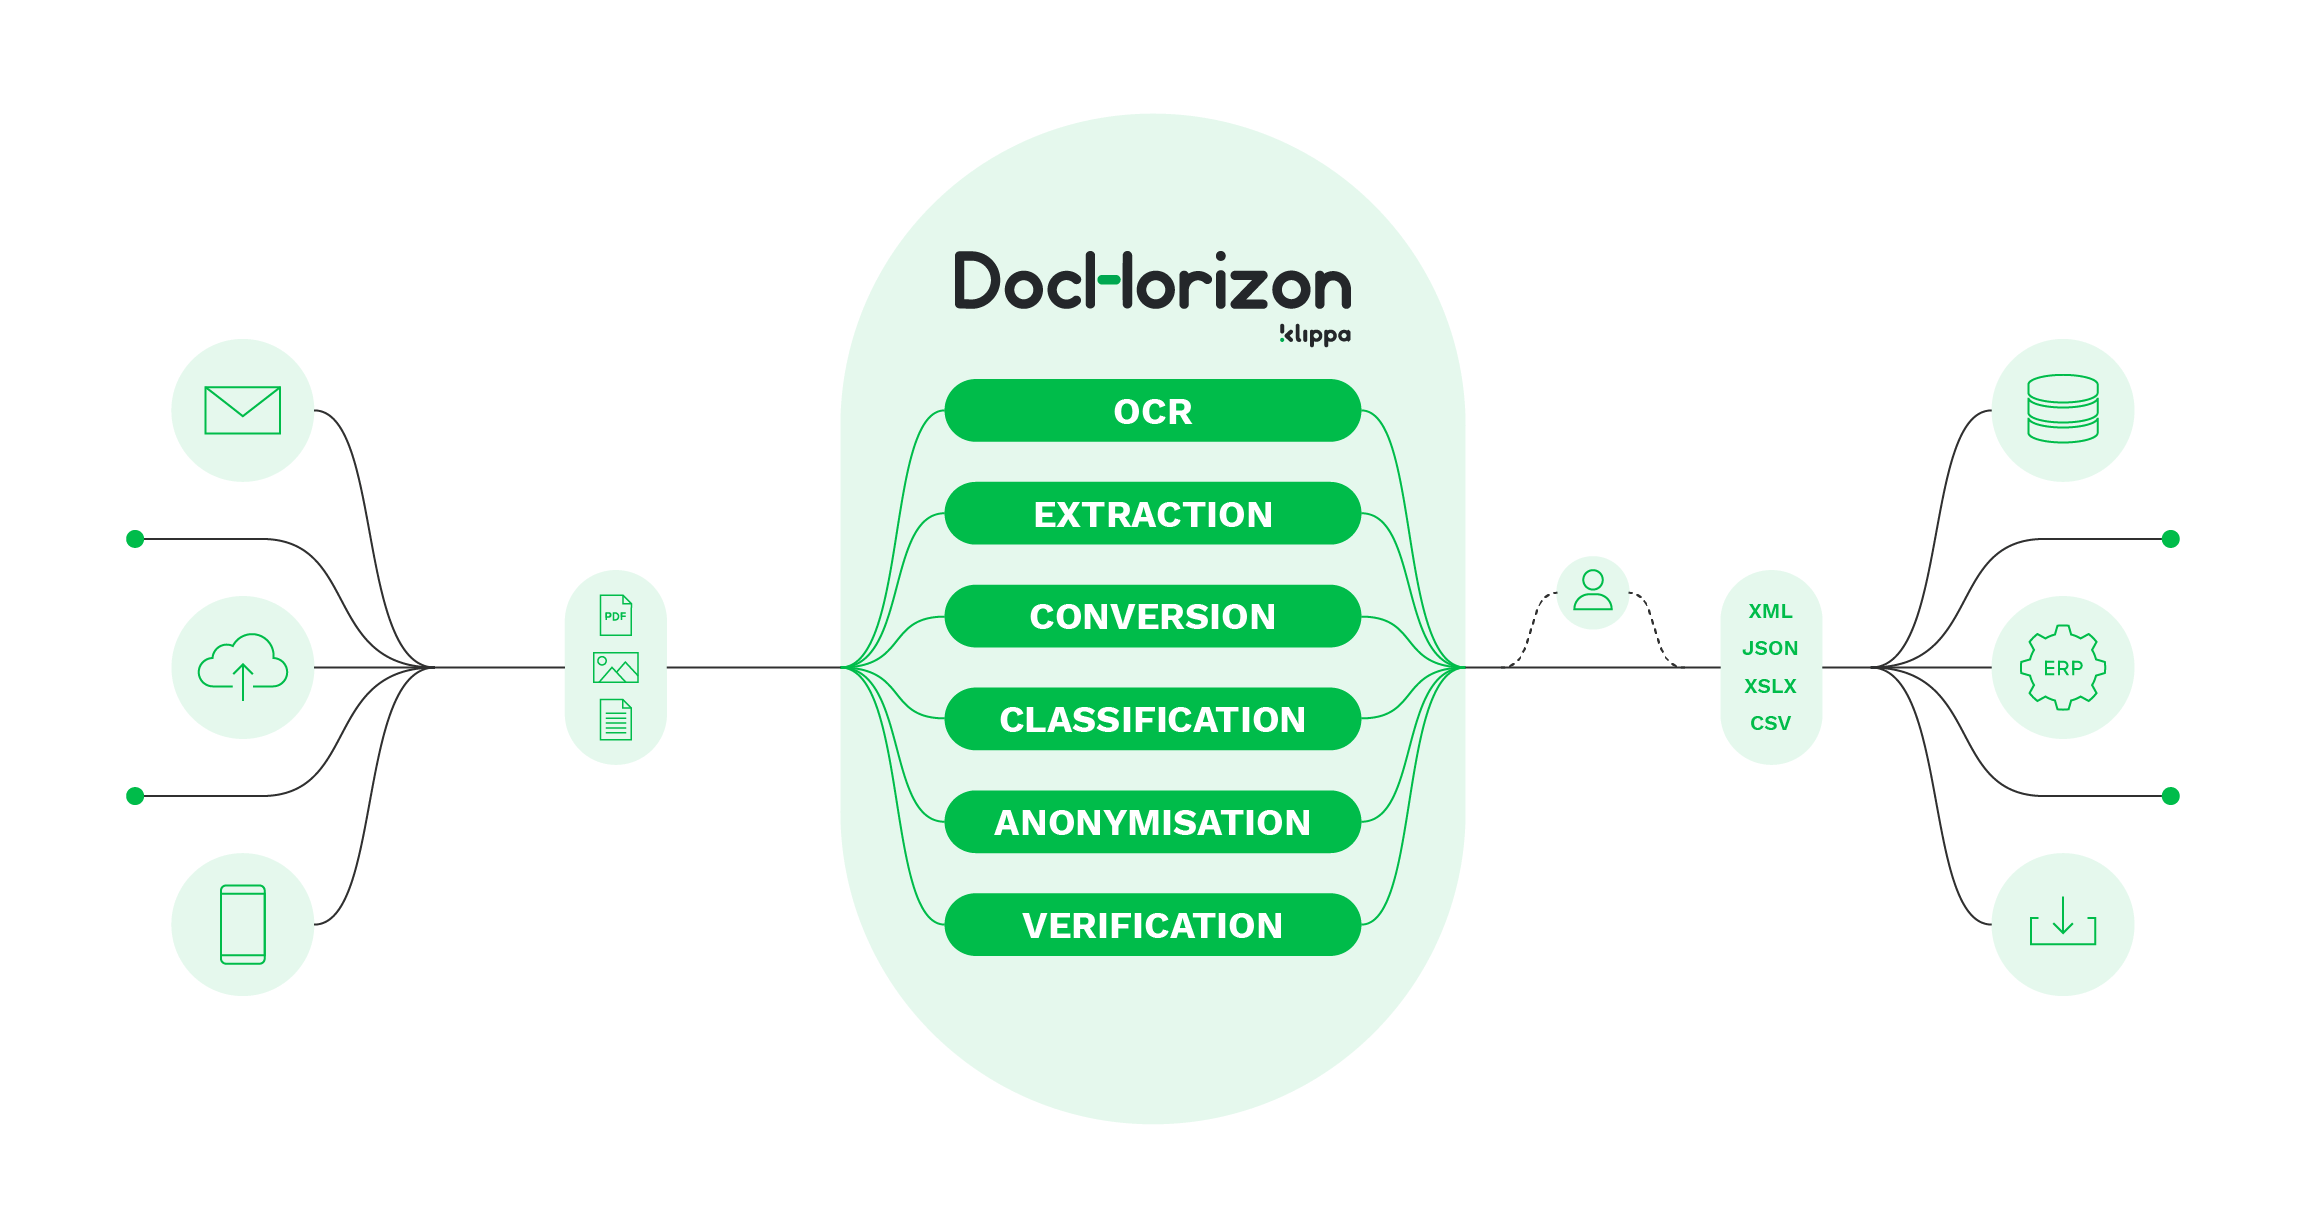 DocHorizon
klippa
OCR
EXTRACTION
CONVERSION
CLASSIFICATION
ANONYMISATION
VERIFICATION
PDF
XML
JSON
XSLX
CSV
ERP